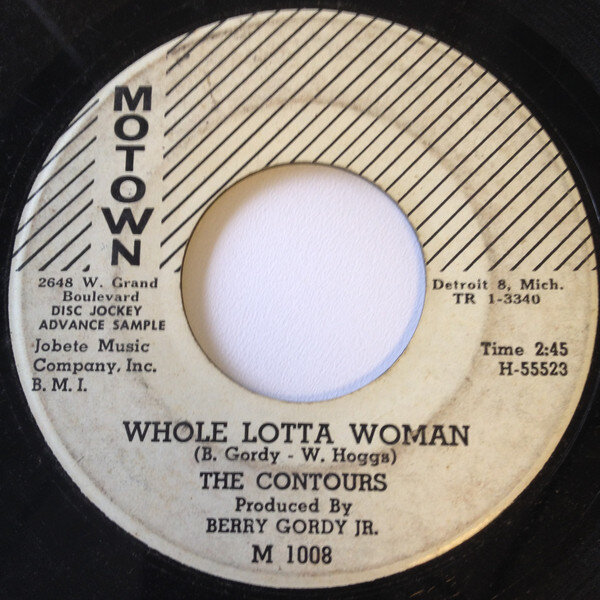 MOTOWN
2648 W. Grand
Boulevard
DISC JOCKEY
ADVANCE SAMPLE
Jobete Music
Company, Inc.
B. M. I.
Detroit 8, Mich.
TR 1-3340
Time 2:45
H-55523
WHOLE LOTTA WOMAN
(B. Gordy - W. Hoggs)
THE CONTOURS
Produced By
BERRY GORDY JR.
M 1008